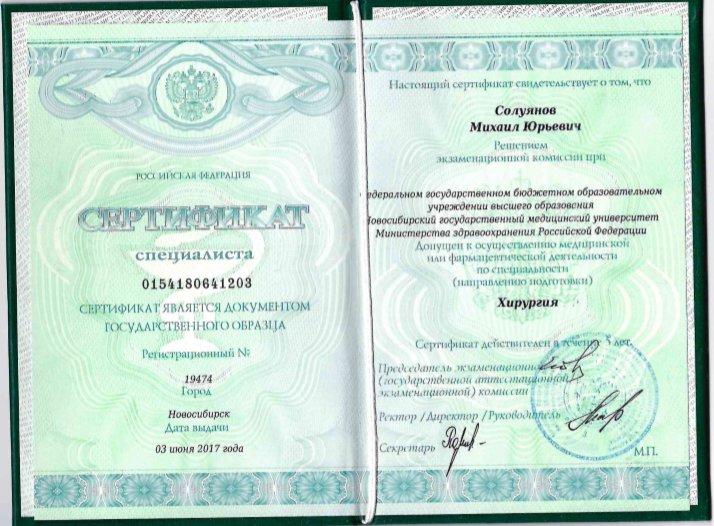 РОССИЙСКАЯ ФЕДЕРАЦИЯ
СЕРТИФИКАТ
специалиста
0154180641203
СЕРТИФИКАТ ЯВЛЯЕТСЯ ДОКУМЕНТОМ
ГОСУДАРСТВЕННОГО ОБРАЗЦА
Регистрационный №
19474
Город
Новосибирск
Дата выдачи
03 июня 2017 года
Настоящий сертификат свидетельствует о том, что
Солуянов
Михаил Юрьевич
Решением
экзаменационной комиссии при
едеральном государственном бюджетном образовательном
учреждении высшего образовения
Новосибирский государственный медицинский университет
Министерства здравоохранения Российской Федерации
Допущен к осуществлению медицинской
или фармацевтической деятельности
по специальности
(направлению подготовки)
Хирургия
Сертификат действителен в течение 5 лет.
Председатель экзаменационной
(государственной аттестационной,
экзаменационной) комиссии
Ректор /Директор /Руководитель
Секретарь
М.П.